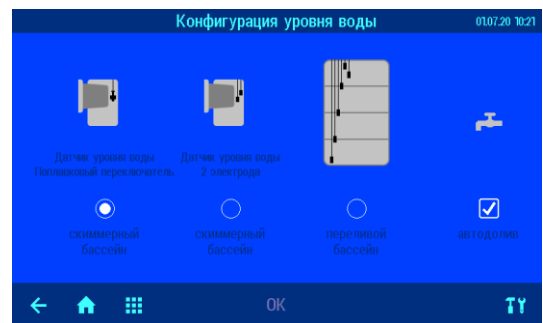 Конфигурация уровня воды
01.07.20 10:21
Датчик уровня воды
Поплавковый переключатель
Датчик уровня воды
2 электрода
скиммерный
бассейн
скиммерный
бассейн
переливой
бассейн
автодолив
OK